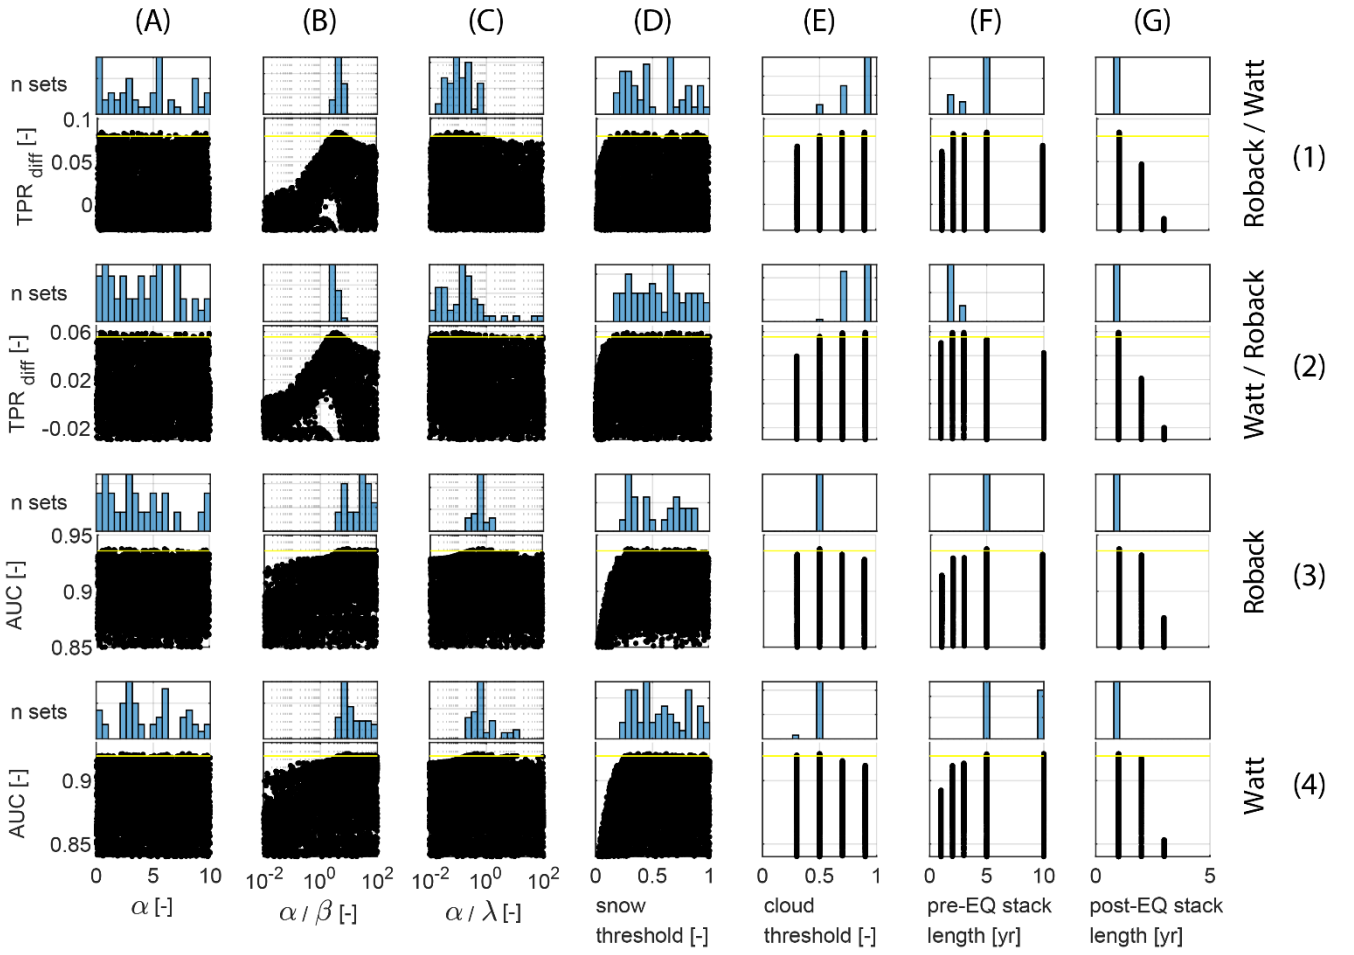 (A) (B) (C) (D) (E) (F) (G)
n sets
0.1
0.05
0
TPR diff [-]
Roback / Watt
(1)
n sets
0.06
0.02
-0.02
TPR diff [-]
Watt / Roback
(2)
n sets
0.95
0.9
0.85
AUC [-]
Roback
(3)
n sets
0.9
0.85
AUC [-]
Watt
(4)
0 5 10 10^-2 10^0 10^2 10^-2 10^0 10^2 0 0.5 1 0 0.5 1 0 5 10 0 5
α [-] α / β [-] α / λ [-] snow cloud pre-EQ stack post-EQ stack
threshold [-] threshold [-] length [yr] length [yr]